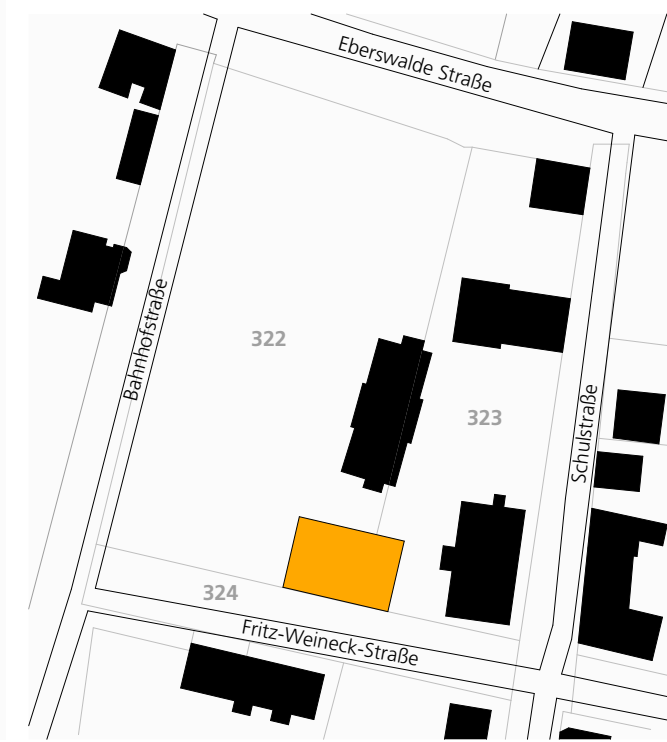 Eberswalde Straße
Bahnhofstraße
322
323
Schulstraße
324
Fritz-Weineck-Straße